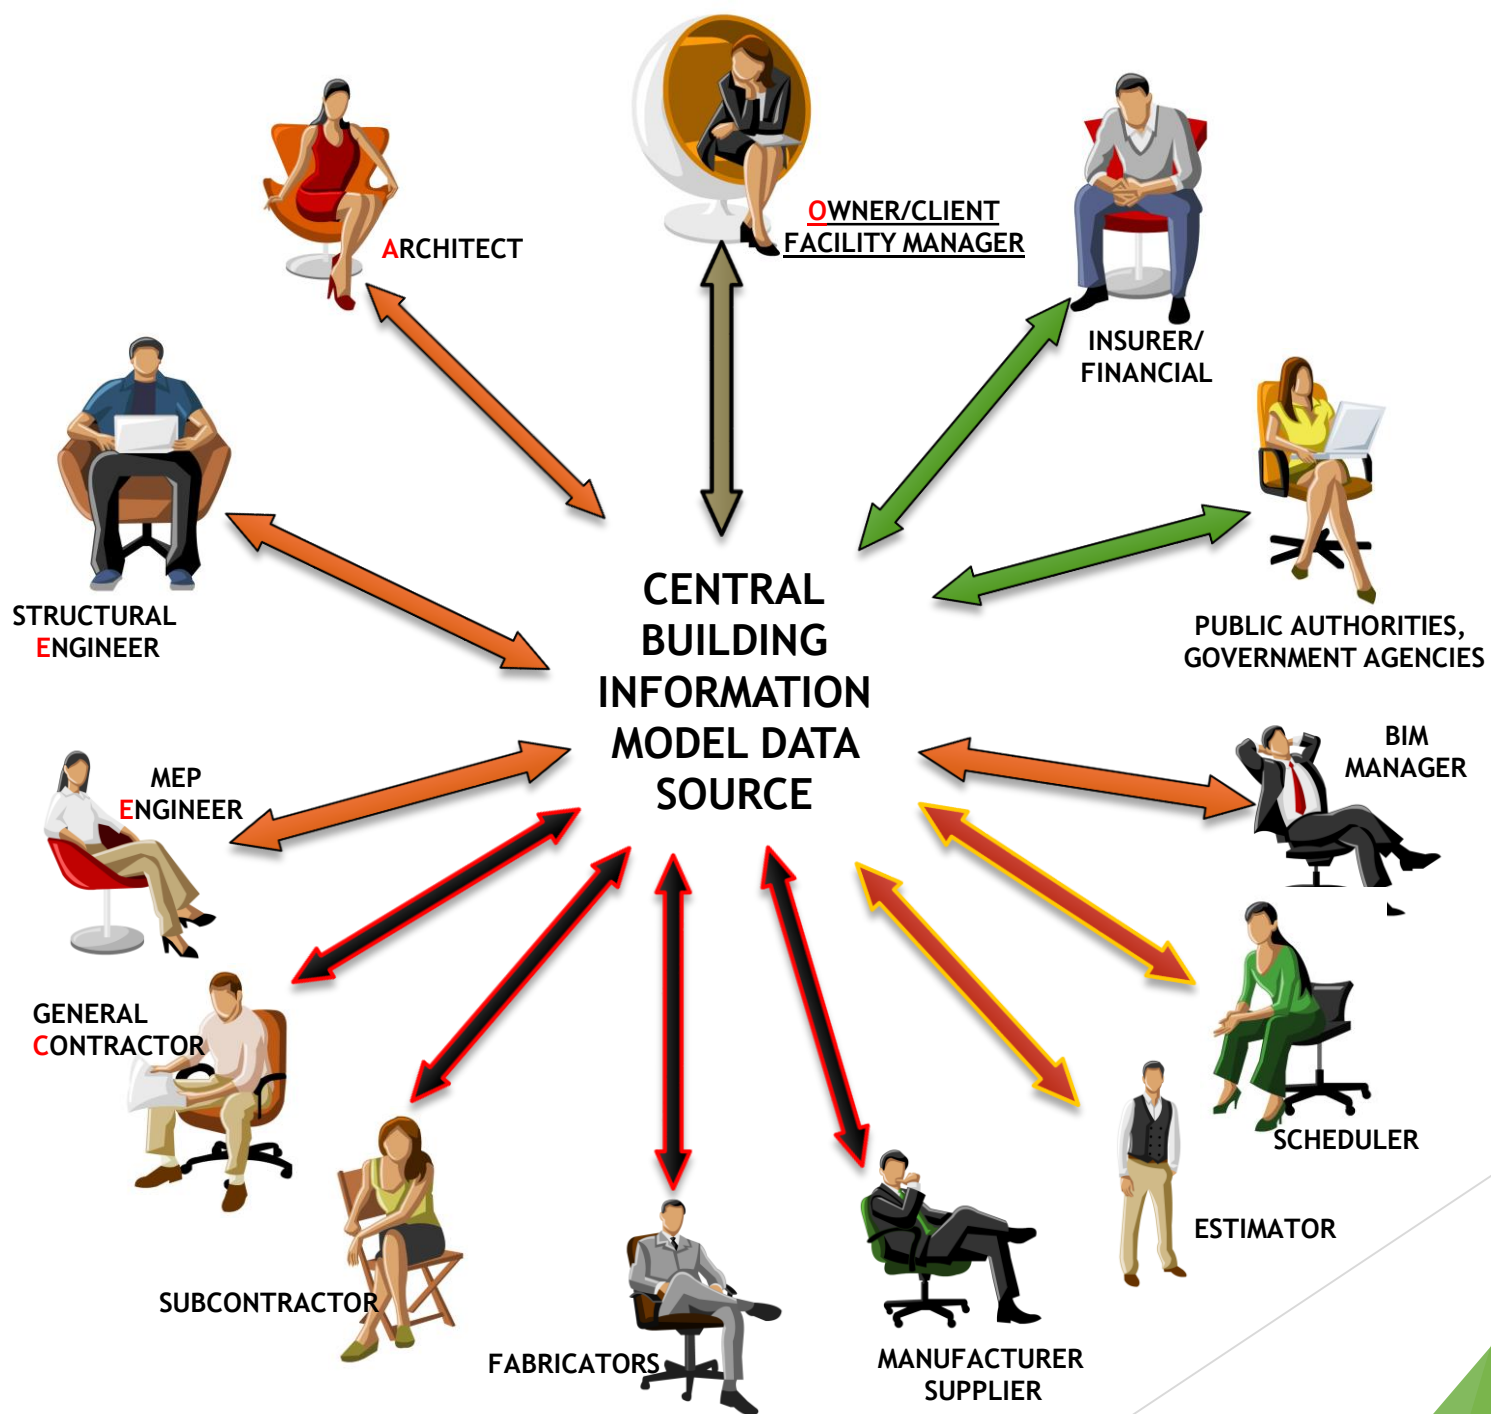 ARCHITECT
OWNER/CLIENT
FACILITY MANAGER
INSURER/
FINANCIAL
STRUCTURAL
ENGINEER
PUBLIC AUTHORITIES,
GOVERNMENT AGENCIES
CENTRAL
BUILDING
INFORMATION
MODEL DATA
SOURCE
MEP
ENGINEER
BIM
MANAGER
GENERAL
CONTRACTOR
SCHEDULER
SUBCONTRACTOR
ESTIMATOR
FABRICATORS
MANUFACTURER
SUPPLIER